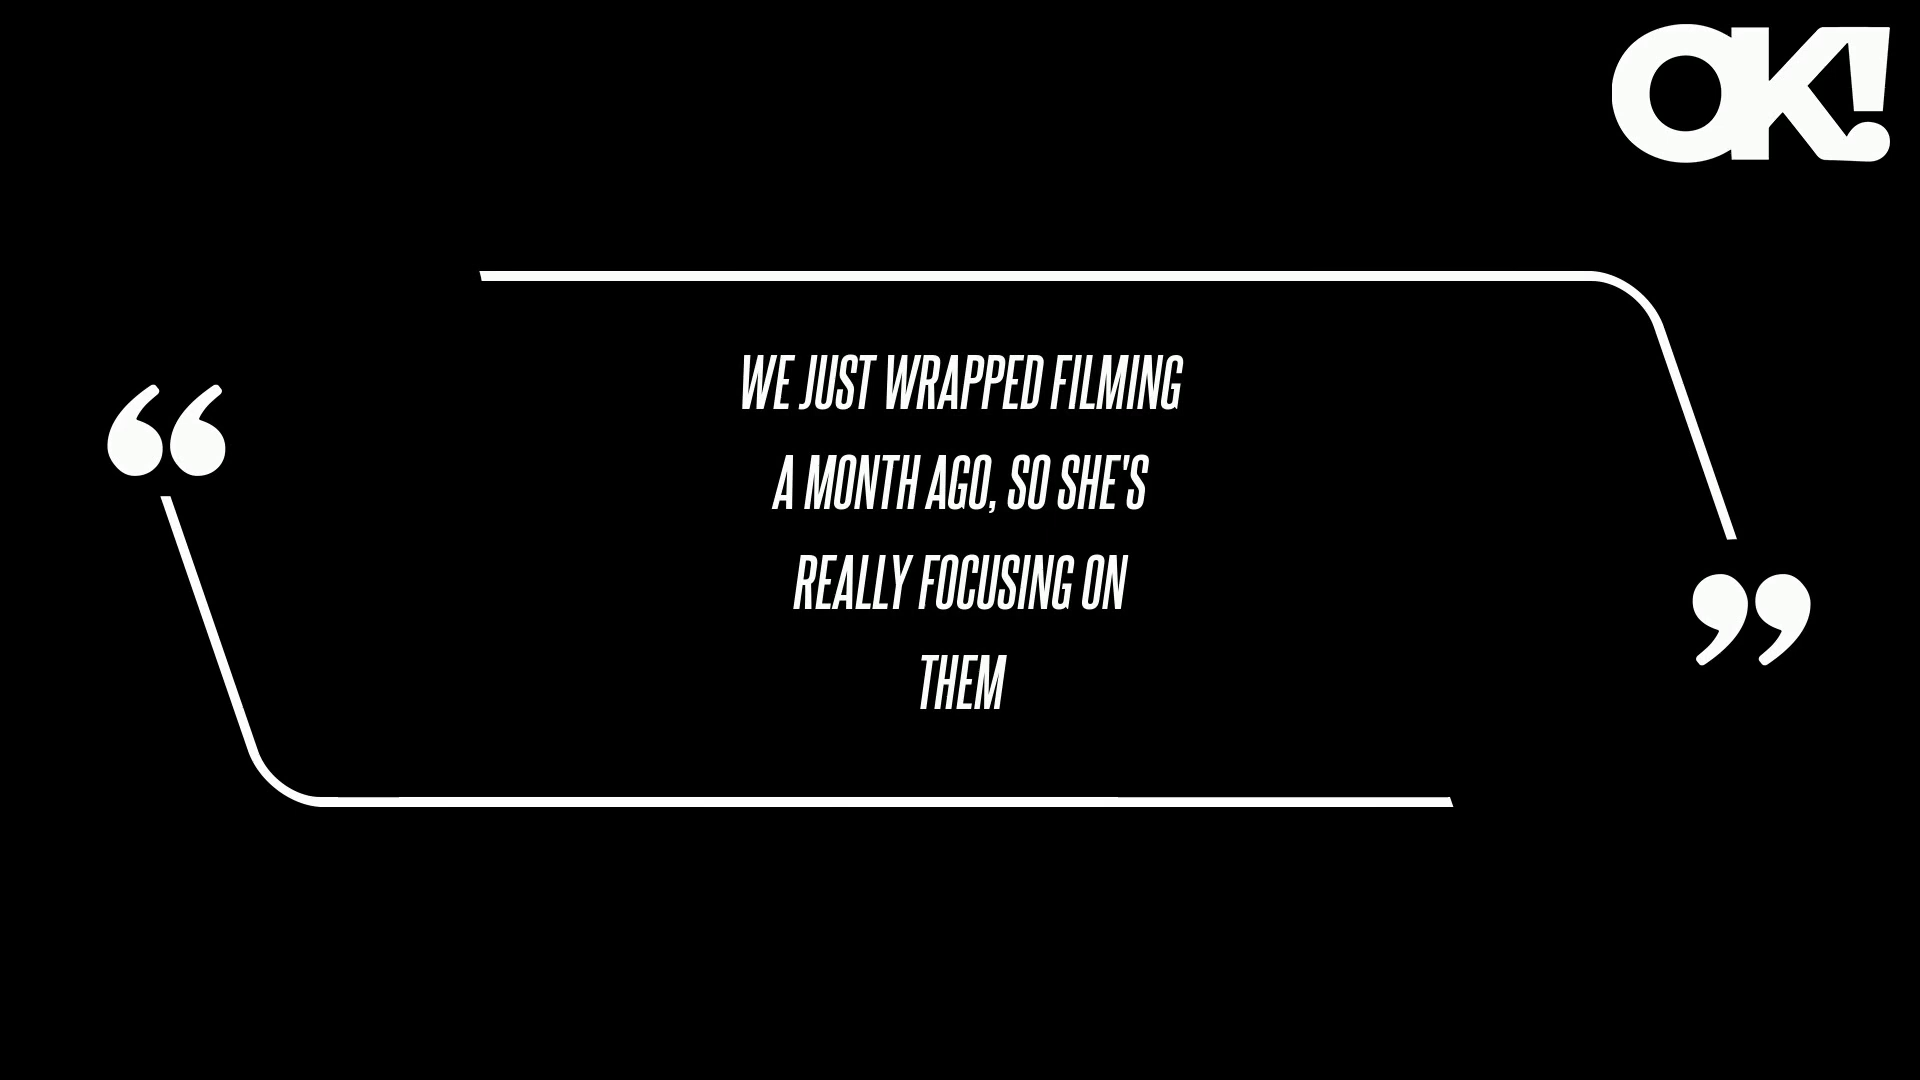 OK!
“
WE JUST WRAPPED FILMING
A MONTH AGO, SO SHE'S
REALLY FOCUSING ON
THEM
”